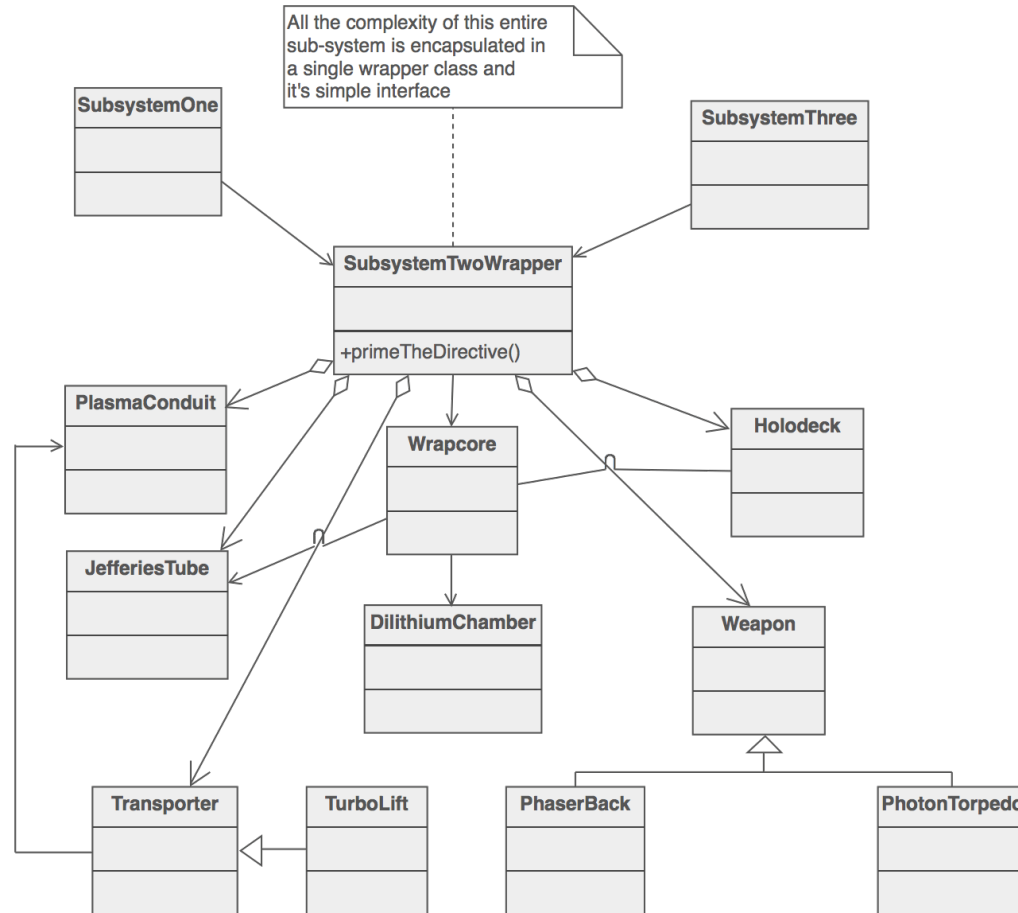 All the complexity of this entire
sub-system is encapsulated in
a single wrapper class and
it's simple interface
SubsystemOne
SubsystemThree
SubsystemTwoWrapper
+primeTheDirective()
PlasmaConduit
Wrapcore
Holodeck
JefferiesTube
DilithiumChamber
Weapon
Transporter
TurboLift
PhaserBack
PhotonTorpedo